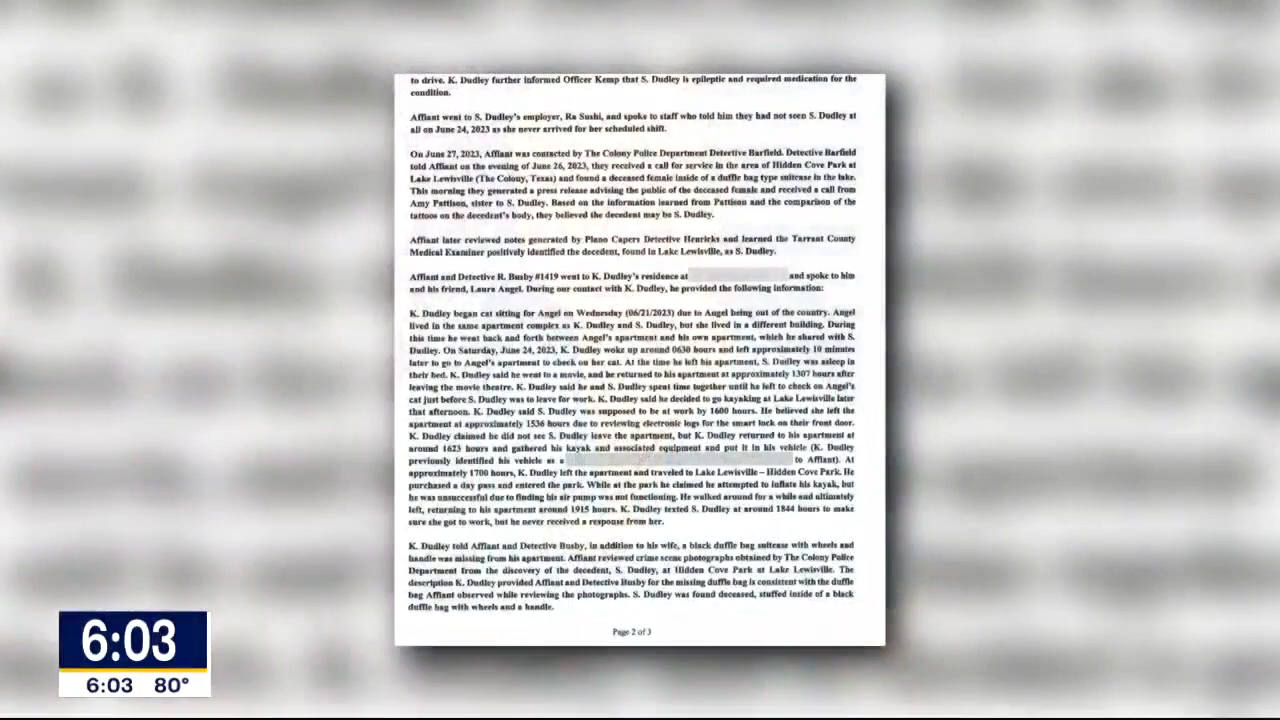 to drive. K. Dudley further informed Officer Kemp that S. Dudley is epileptic and required medication for the
condition.
Affiant went to S. Dudley's employer, Ra Sushi, and spoke to staff who told him they had not seen S. Dudley at
all on June 24, 2023 as she never arrived for her scheduled shift.
On June 27, 2023, Affiant was contacted by The Colony Police Department Detective Barfield. Detective Barfield
told Affiant on the evening of June 26, 2023, they received a call for service in the area of Hidden Cove Park at
Lake Lewisville (The Colony, Texas) and found a deceased female inside of a duffle bag type suitcase in the lake.
This morning they generated a press release advising the public of the deceased female and received a call from
Amy Pattison, sister to S. Dudley. Based on the information learned from Pattison and the comparison of the
tattoos on the decedent's body, they believed the decedent may be S. Dudley.
Affiant later reviewed notes generated by Plano Capers Detective Henricks and learned the Tarrant County
Medical Examiner positively identified the decedent, found in Lake Lewisville, as S. Dudley.
Affiant and Detective R. Busby #1419 went to K. Dudley's residence at and spoke to him
and his friend, Laura Angel. During our contact with K. Dudley, he provided the following information:
K. Dudley began cat sitting for Angel on Wednesday (06/21/2023) due to Angel being out of the country. Angel
lived in the same apartment complex as K. Dudley and S. Dudley, but she lived in a different building. During
this time he went back and forth between Angel's apartment and his own apartment, which he shared with S.
Dudley. On Saturday, June 24, 2023, K. Dudley woke up around 0630 hours and left approximately 10 minutes
later to go to Angel's apartment to check on her cat. At the time he left his apartment, S. Dudley was asleep in
their bed. K. Dudley said he went to a movie, and he returned to his apartment at approximately 1307 hours after
leaving the movie theatre. K. Dudley said he and S. Dudley spent time together until he left to check on Angel's
cat just before S. Dudley was to leave for work. K. Dudley said he decided to go kayaking at Lake Lewisville later
that afternoon. K. Dudley said S. Dudley was supposed to be at work by 1600 hours. He believed she left the
apartment at approximately 1536 hours due to reviewing electronic logs for the smart lock on their front door.
K. Dudley claimed he did not see S. Dudley leave the apartment, but K. Dudley returned to his apartment at
around 1623 hours and gathered his kayak and associated equipment and put it in his vehicle (K. Dudley
previously identified his vehicle as a to Affiant). At
approximately 1700 hours, K. Dudley left the apartment and traveled to Lake Lewisville – Hidden Cove Park. He
purchased a day pass and entered the park. While at the park he claimed he attempted to inflate his kayak, but
he was unsuccessful due to finding his air pump was not functioning. He walked around for a while and ultimately
left, returning to his apartment around 1915 hours. K. Dudley texted S. Dudley at around 1844 hours to make
sure she got to work, but he never received a response from her.
K. Dudley told Affiant and Detective Busby, in addition to his wife, a black duffle bag suitcase with wheels and
handle was missing from his apartment. Affiant reviewed crime scene photographs obtained by The Colony Police
Department from the discovery of the decedent, S. Dudley, at Hidden Cove Park at Lake Lewisville. The
description K. Dudley provided Affiant and Detective Busby for the missing duffle bag is consistent with the duffle
bag Affiant observed while reviewing the photographs. S. Dudley was found deceased, stuffed inside of a black
duffle bag with wheels and a handle.
Page 2 of 3
6:03
6:03 80°